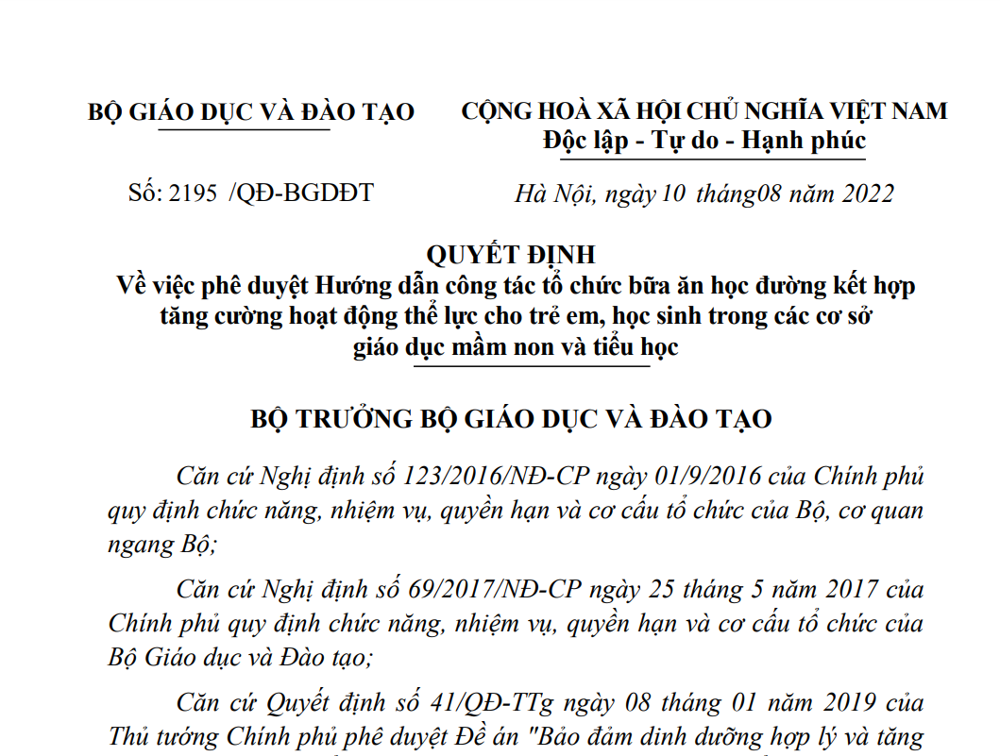 BỘ GIÁO DỤC VÀ ĐÀO TẠO
CỘNG HOÀ XÃ HỘI CHỦ NGHĨA VIỆT NAM
Độc lập - Tự do - Hạnh phúc
Số: 2195 /QĐ-BGDĐT
Hà Nội, ngày 10 tháng 08 năm 2022
QUYẾT ĐỊNH
Về việc phê duyệt Hướng dẫn công tác tổ chức bữa ăn học đường kết hợp
tăng cường hoạt động thể lực cho trẻ em, học sinh trong các cơ sở
giáo dục mầm non và tiểu học
BỘ TRƯỞNG BỘ GIÁO DỤC VÀ ĐÀO TẠO
Căn cứ Nghị định số 123/2016/NĐ-CP ngày 01/9/2016 của Chính phủ
quy định chức năng, nhiệm vụ, quyền hạn và cơ cấu tổ chức của Bộ, cơ quan
ngang Bộ;
Căn cứ Nghị định số 69/2017/NĐ-CP ngày 25 tháng 5 năm 2017 của
Chính phủ quy định chức năng, nhiệm vụ, quyền hạn và cơ cấu tổ chức của
Bộ Giáo dục và Đào tạo;
Căn cứ Quyết định số 41/QĐ-TTg ngày 08 tháng 01 năm 2019 của
Thủ tướng Chính phủ phê duyệt Đề án "Bảo đảm dinh dưỡng hợp lý và tăng